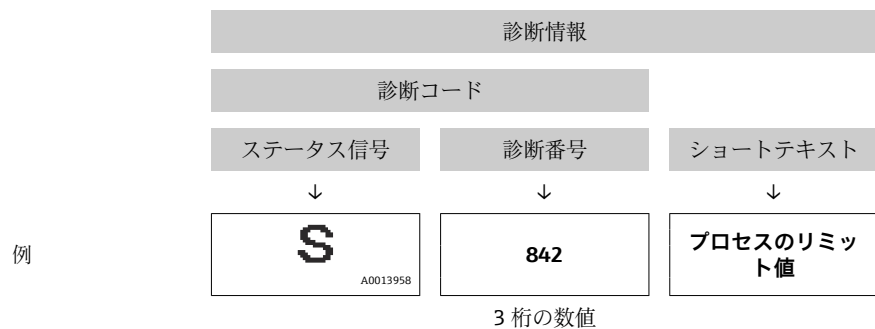 診断情報
診断コード
ステータス信号 診断番号 ショートテキスト
↓ ↓ ↓
例 S 842 プロセスのリミッ
ト値
A0013958
3 桁の数値